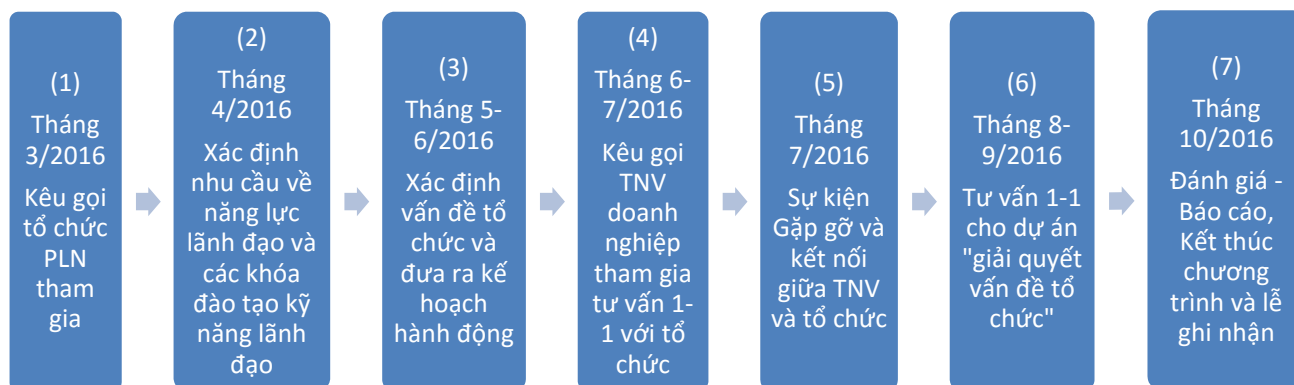 (1)
Tháng
3/2016
Kêu gọi
tổ chức
PLN
tham
gia
(2)
Tháng
4/2016
Xác định
nhu cầu về
năng lực
lãnh đạo và
các khóa
đào tạo kỹ
năng lãnh
đạo
(3)
Tháng 5-
6/2016
Xác định
vấn đề tổ
chức và
đưa ra kế
hoạch
hành động
(4)
Tháng 6-
7/2016
Kêu gọi
TNV
doanh
nghiệp
tham gia
tư vấn 1-
1 với tổ
chức
(5)
Tháng
7/2016
Sự kiện
Gặp gỡ và
kết nối
giữa TNV
và tổ chức
(6)
Tháng 8-
9/2016
Tư vấn 1-1
cho dự án
"giải quyết
vấn đề tổ
chức"
(7)
Tháng
10/2016
Đánh giá -
Báo cáo,
Kết thúc
chương
trình và lễ
ghi nhận